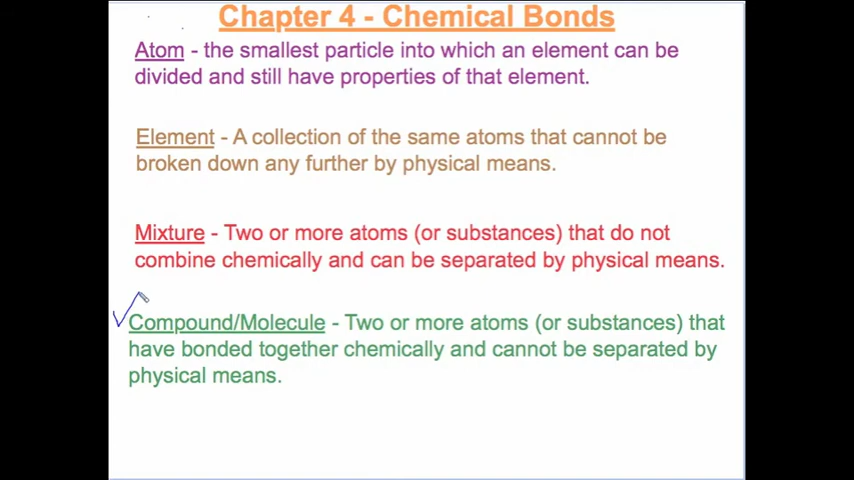 Chapter 4 - Chemical Bonds
Atom - the smallest particle into which an element can be
divided and still have properties of that element.
Element - A collection of the same atoms that cannot be
broken down any further by physical means.
Mixture - Two or more atoms (or substances) that do not
combine chemically and can be separated by physical means.
Compound/Molecule - Two or more atoms (or substances) that
have bonded together chemically and cannot be separated by
physical means.